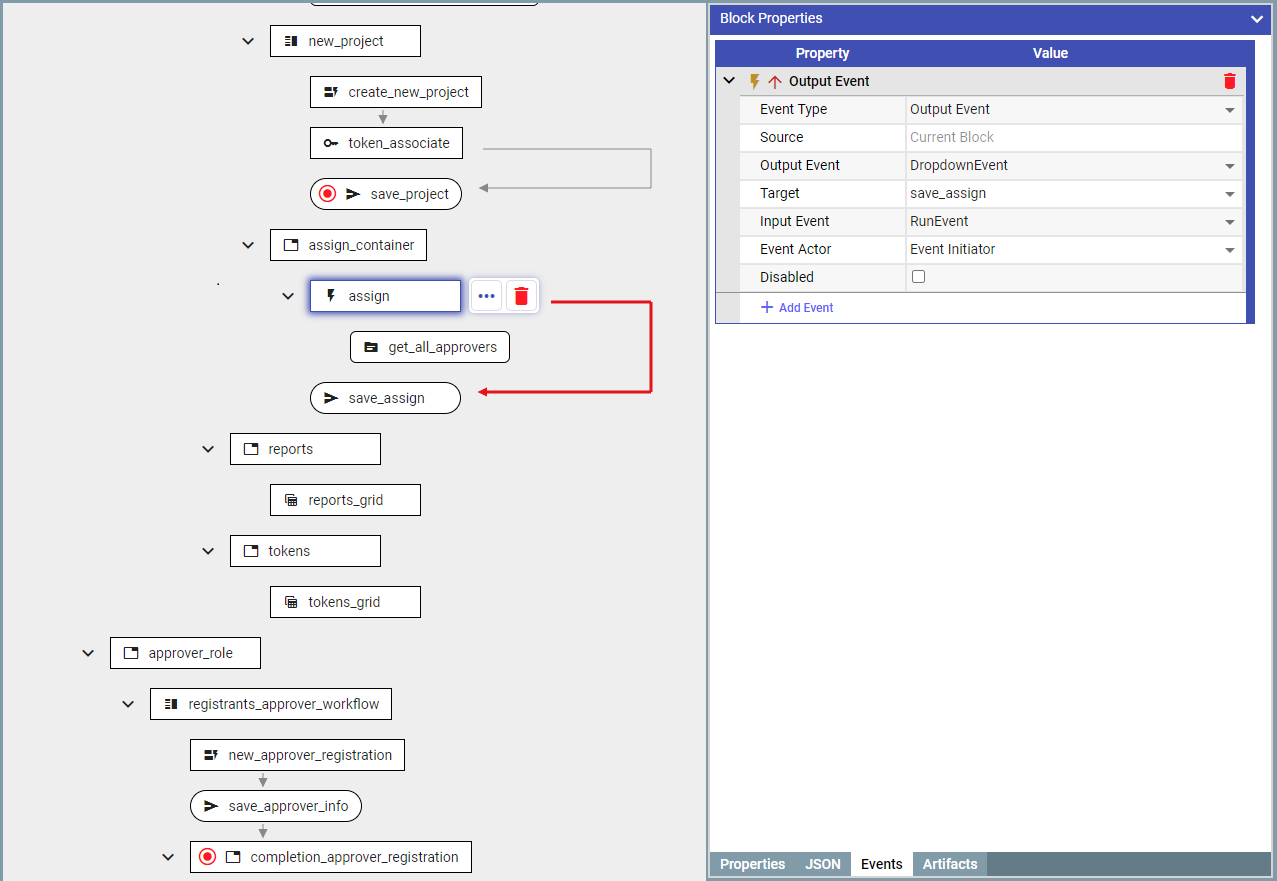 new_project
create_new_project
token_associate
save_project
assign_container
assign
get_all_approvers
save_assign
reports
reports_grid
tokens
tokens_grid
approver_role
registrants_approver_workflow
new_approver_registration
save_approver_info
completion_approver_registration
Block Properties
Property Value
Output Event
Event Type Output Event
Source Current Block
Output Event DropdownEvent
Target save_assign
Input Event RunEvent
Event Actor Event Initiator
Disabled
Add Event
Properties JSON Events Artifacts